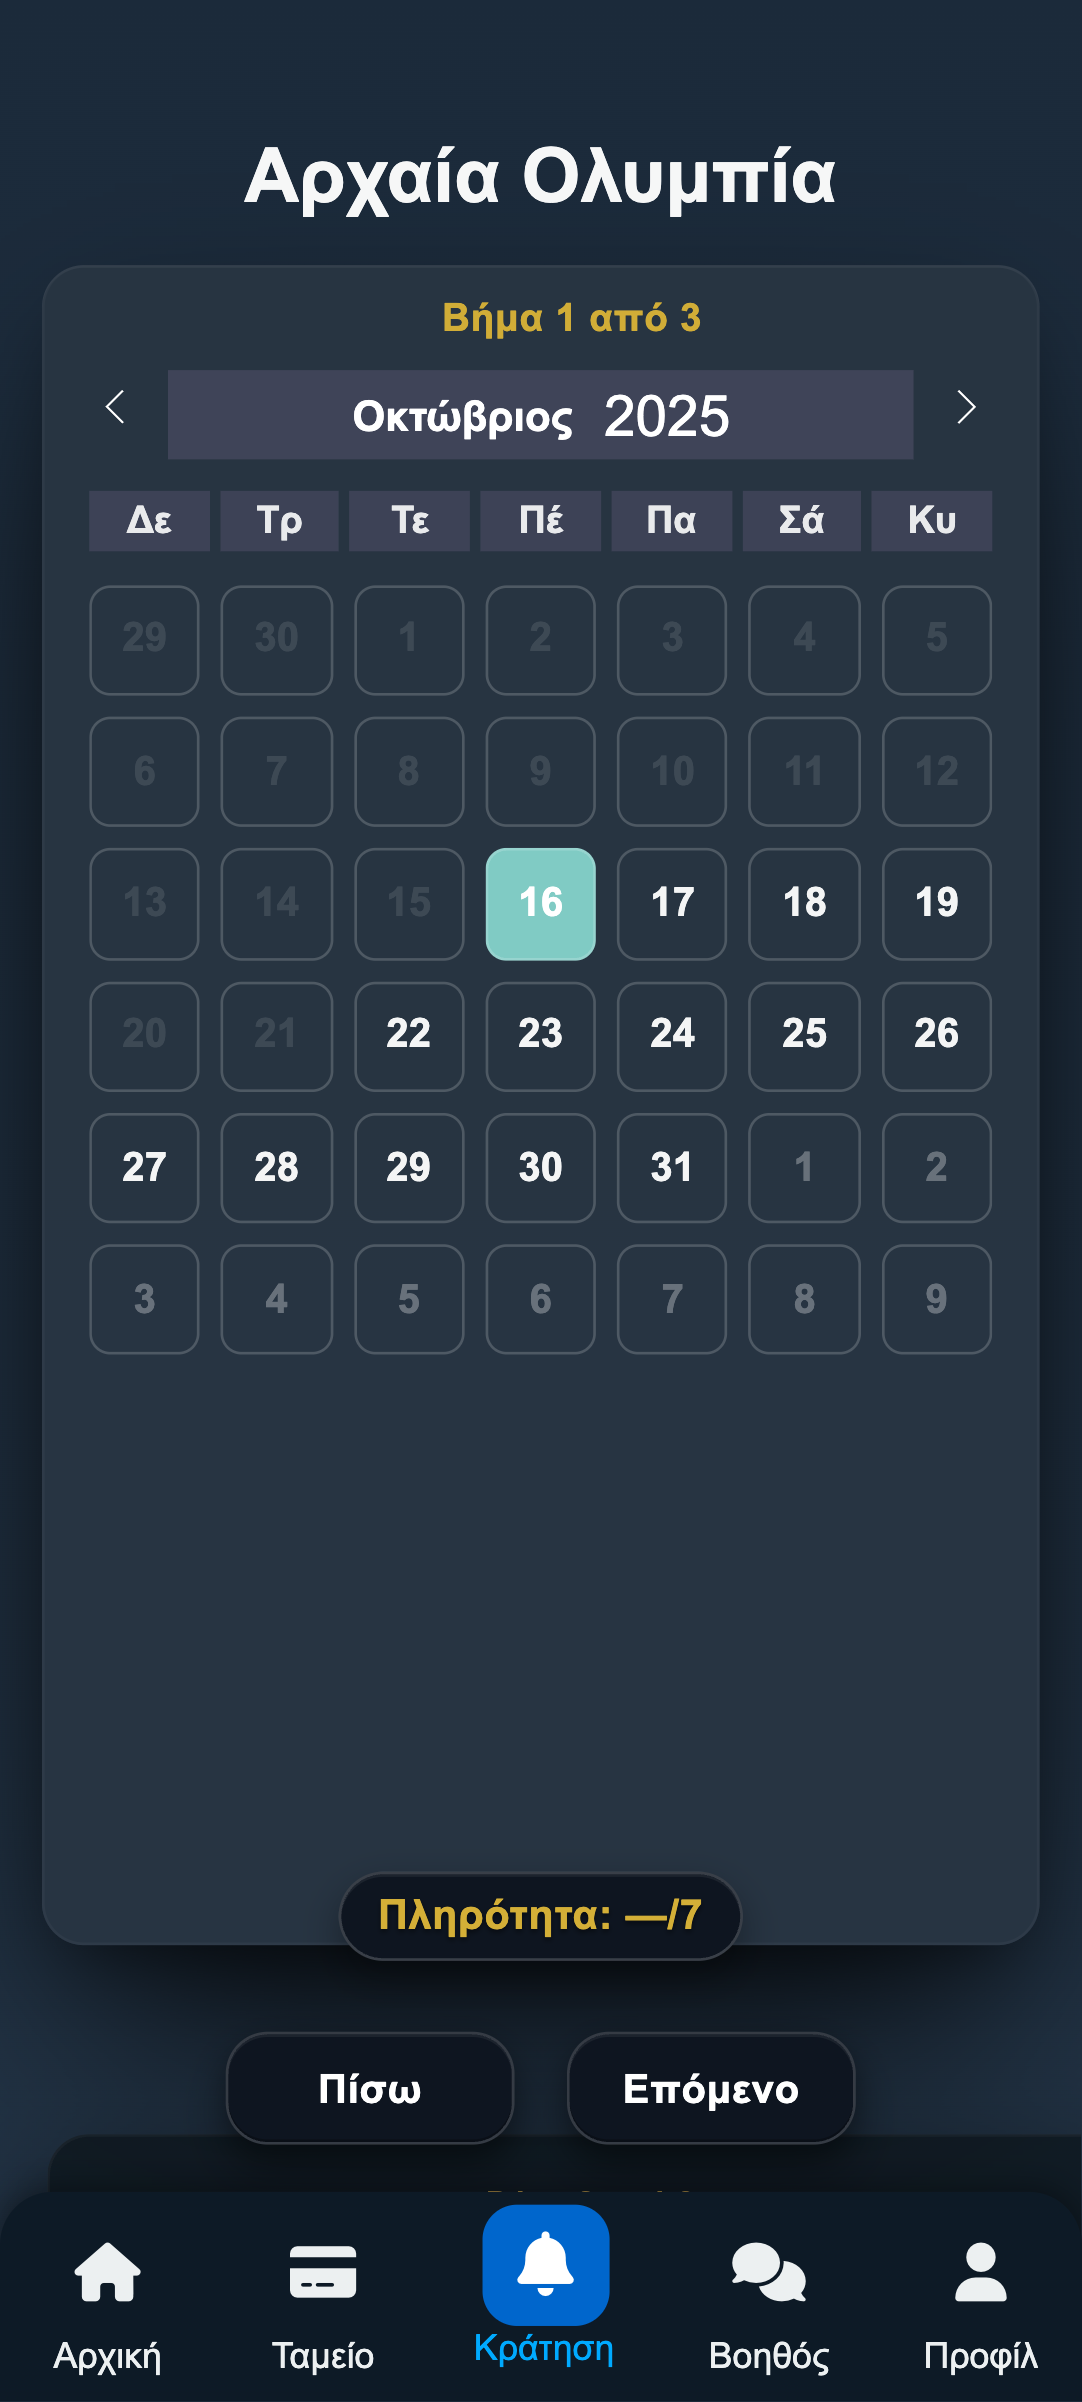 Αρχαία Ολυμπία
Βήμα 1 από 3
Οκτώβριος 2025
Δε Τρ Τε Πέ Πα Σά Κυ
29 30 1 2 3 4 5
6 7 8 9 10 11 12
13 14 15 16 17 18 19
20 21 22 23 24 25 26
27 28 29 30 31 1 2
3 4 5 6 7 8 9
Πληρότητα: —/7
Πίσω Επόμενο
Αρχική Ταμείο Κράτηση Βοηθός Προφίλ